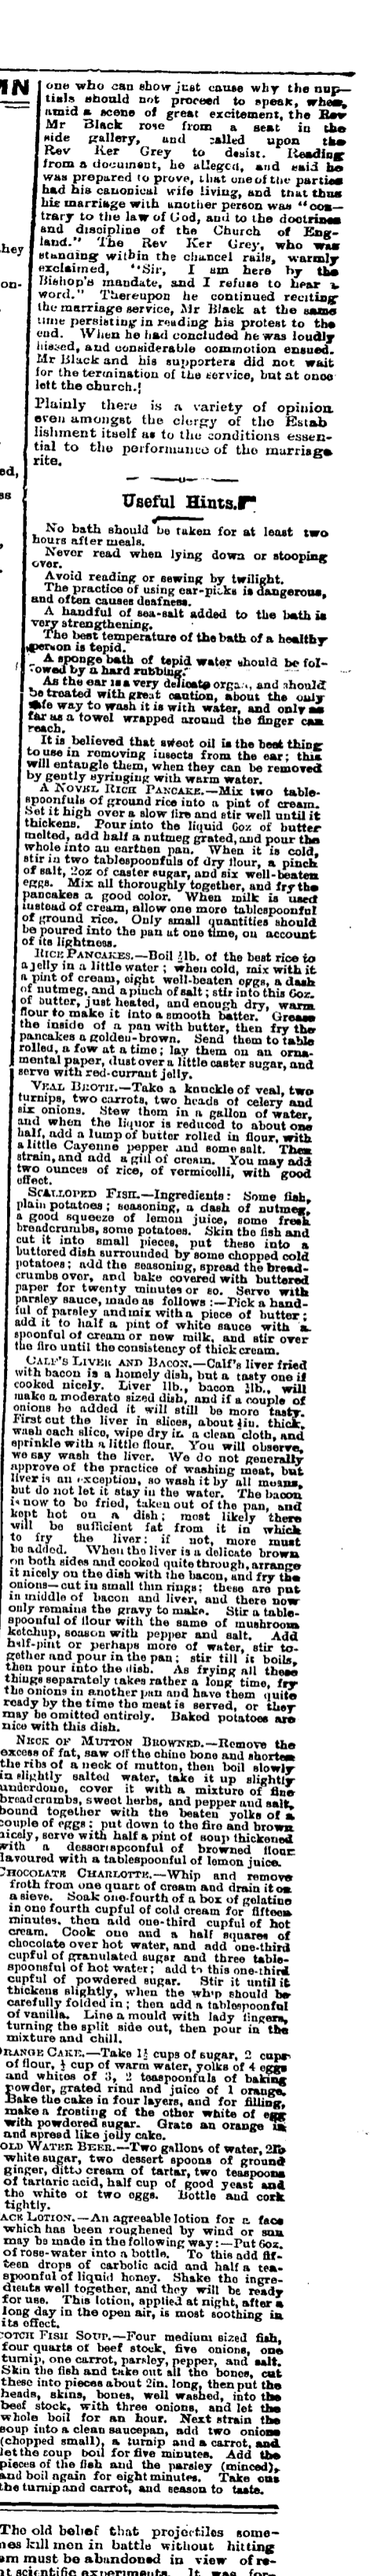 MN
one who can show just cause why the nup-
tials should not proceed to speak, when,
amid a scene of great excitement, the Rev
Mr Black rose from a seat in the
side gallery, and called upon the
Rev Ker Grey to desist. Reading
from a document, he alleged, and said he
was prepared to prove, that one of the parties
had his canonical wife living, and that thus
his marriage with another person was "con-
trary to the law of God, and to the doctrines
and discipline of the Church of Eng-
land." The Rev Ker Grey, who was
standing within the chancel rails, warmly
exclaimed, "Sir, I am here by the
Bishop's mandate, and I refuse to hear a
word." Thereupon he continued reciting
the marriage service, Mr Black at the same
time persisting in reading his protest to the
end. When he had concluded he was loudly
hissed, and considerable commotion ensued.
Mr Black and his supporters did not wait
for the termination of the service, but at once
left the church.!
Plainly there is a variety of opinion
even amongst the clergy of the Estab
lishment itself as to the conditions essen-
tial to the performance of the marriage
rite.
hey
on-
ed,
ss
Useful Hints.
No bath should be taken for at least two
hours after meals.
Never read when lying down or stooping
over.
Avoid reading or sewing by twilight.
The practice of using ear-picks is dangerous,
and often causes deafness.
A handful of sea-salt added to the bath is
very strengthening.
The best temperature of the bath of a healthy
person is tepid.
A sponge bath of tepid water should be fol-
lowed by a hard rubbing.
As the ear is a very delicate organ, and should
be treated with great caution, about the only
safe way to wash it is with water, and only as
far as a towel wrapped around the finger can
reach.
It is believed that sweet oil is the best thing
to use in removing insects from the ear; this
will entangle them, when they can be removed
by gently syringing with warm water.
A NOVEL RICH PANCAKE.—Mix two table-
spoonfuls of ground rice into a pint of cream.
Set it high over a slow fire and stir well until it
thickens. Pour into the liquid 6oz. of butter
melted, add half a nutmeg grated, and pour the
whole into an earthen pan. When it is cold,
stir in two tablespoonfuls of dry flour, a pinch
of salt, 2oz of caster sugar, and six well-beaten
eggs. Mix all thoroughly together, and fry the
pancakes a good color. When milk is used
instead of cream, allow one more tablespoonful
of ground rice. Only small quantities should
be poured into the pan at one time, on account
of its lightness.
RICE PANCAKES.—Boil ½lb. of the best rice to
a jelly in a little water; when cold, mix with it
a pint of cream, eight well-beaten eggs, a dash
of nutmeg, and a pinch of salt; stir into this 6oz.
of butter, just heated, and enough dry, warm
flour to make it into a smooth batter. Grease
the inside of a pan with butter, then fry the
pancakes a golden-brown. Send them to table
rolled, a few at a time; lay them on an orna-
mental paper, dust over a little caster sugar, and
serve with red-currant jelly.
VEAL BROTH.—Take a knuckle of veal, two
turnips, two carrots, two heads of celery and
six onions. Stew them in a gallon of water,
and when the liquor is reduced to about one
half, add a lump of butter rolled in flour, with
a little Cayenne pepper and some salt. Then
strain, and add a gill of cream. You may add
two ounces of rice, of vermicelli, with good
effect.
SCALLOPED FISH.—Ingredients: Some fish,
plain potatoes; seasoning, a dash of nutmeg,
a good squeeze of lemon juice, some fresh
breadcrumbs, some potatoes. Skin the fish and
cut it into small pieces, put these into a
buttered dish surrounded by some chopped cold
potatoes; add the seasoning, spread the bread-
crumbs over, and bake covered with buttered
paper for twenty minutes or so. Serve with
parsley sauce, made as follows:—Pick a hand-
ful of parsley and mix with a piece of butter;
add it to half a pint of white sauce with a
spoonful of cream or new milk, and stir over
the fire until the consistency of thick cream.
CALF'S LIVER AND BACON.—Calf's liver fried
with bacon is a homely dish, but a tasty one if
cooked nicely. Liver 1lb., bacon ½lb., will
make a moderate sized dish, and if a couple of
onions be added it will still be more tasty.
First cut the liver in slices, about ½in. thick,
wash each slice, wipe dry in a clean cloth, and
sprinkle with a little flour. You will observe,
we say wash the liver. We do not generally
approve of the practice of washing meat, but
liver is an exception, so wash it by all means,
but do not let it stay in the water. The bacon
is now to be fried, taken out of the pan, and
kept hot on a dish; most likely there
will be sufficient fat from it in which
to fry the liver: if not, more must
be added. When the liver is a delicate brown
on both sides and cooked quite through, arrange
it nicely on the dish with the bacon, and fry the
onions—cut in small thin rings; these are put
in middle of bacon and liver, and there now
only remains the gravy to make. Stir a table-
spoonful of flour with the same of mushroom
ketchup, season with pepper and salt. Add
half-pint or perhaps more of water, stir to-
gether and pour in the pan; stir till it boils,
then pour into the dish. As frying all these
things separately takes rather a long time, fry
the onions in another pan and have them quite
ready by the time the meat is served, or they
may be omitted entirely. Baked potatoes are
nice with this dish.
NECK OF MUTTON BROWNED.—Remove the
excess of fat, saw off the chine bone and shorten
the ribs of a neck of mutton, then boil slowly
in slightly salted water, take it up slightly
underdone, cover it with a mixture of fine
breadcrumbs, sweet herbs, and pepper and salt,
bound together with the beaten yolks of a
couple of eggs; put down to the fire and brown
nicely, serve with half a pint of soup thickened
with a dessertspoonful of browned flour
flavoured with a tablespoonful of lemon juice.
CHOCOLATE CHARLOTTE.—Whip and remove
froth from one quart of cream and drain it on
a sieve. Soak one-fourth of a box of gelatine
in one fourth cupful of cold cream for fifteen
minutes, then add one-third cupful of hot
cream. Cook one and a half squares of
chocolate over hot water, and add one-third
cupful of granulated sugar and three table-
spoonsful of hot water; add to this one-third
cupful of powdered sugar. Stir it until it
thickens slightly, when the whip should be
carefully folded in; then add a tablespoonful
of vanilla. Line a mould with lady fingers,
turning the split side out, then pour in the
mixture and chill.
RANGE CAKE.—Take 1½ cups of sugar, 2 cups
of flour, ½ cup of warm water, yolks of 4 eggs
and whites of 3, 2 teaspoonfuls of baking
powder, grated rind and juice of 1 orange.
Bake the cake in four layers, and for filling,
make a frosting of the other white of egg
with powdered sugar. Grate an orange in
and spread like jelly cake.
OLD WATER BEER.—Two gallons of water, 2lb
white sugar, two dessert spoons of ground
ginger, ditto cream of tartar, two teaspoons
of tartaric acid, half cup of good yeast and
the white of two eggs. Bottle and cork
tightly.
ACK LOTION.—An agreeable lotion for a face
which has been roughened by wind or sun
may be made in the following way:—Put 6oz.
of rose-water into a bottle. To this add fif-
teen drops of carbolic acid and half a tea-
spoonful of liquid honey. Shake the ingre-
dients well together, and they will be ready
for use. This lotion, applied at night, after a
long day in the open air, is most soothing in
its effect.
COTCH FISH SOUP.—Four medium sized fish,
four quarts of beef stock, five onions, one
turnip, one carrot, parsley, pepper, and salt.
Skin the fish and take out all the bones, cut
these into pieces about 2in. long, then put the
heads, skins, bones, well washed, into the
beef stock, with three onions, and let the
whole boil for an hour. Next strain the
soup into a clean saucepan, add two onions
(chopped small), a turnip and a carrot, and
let the coup boil for five minutes. Add the
pieces of the fish and the parsley (minced),
and boil again for eight minutes. Take out
the turnip and carrot, and season to taste.
The old belief that projectiles some-
mes kill men in battle without hitting
em must be abandoned in view of re-
nt scientific experiments. It was for-